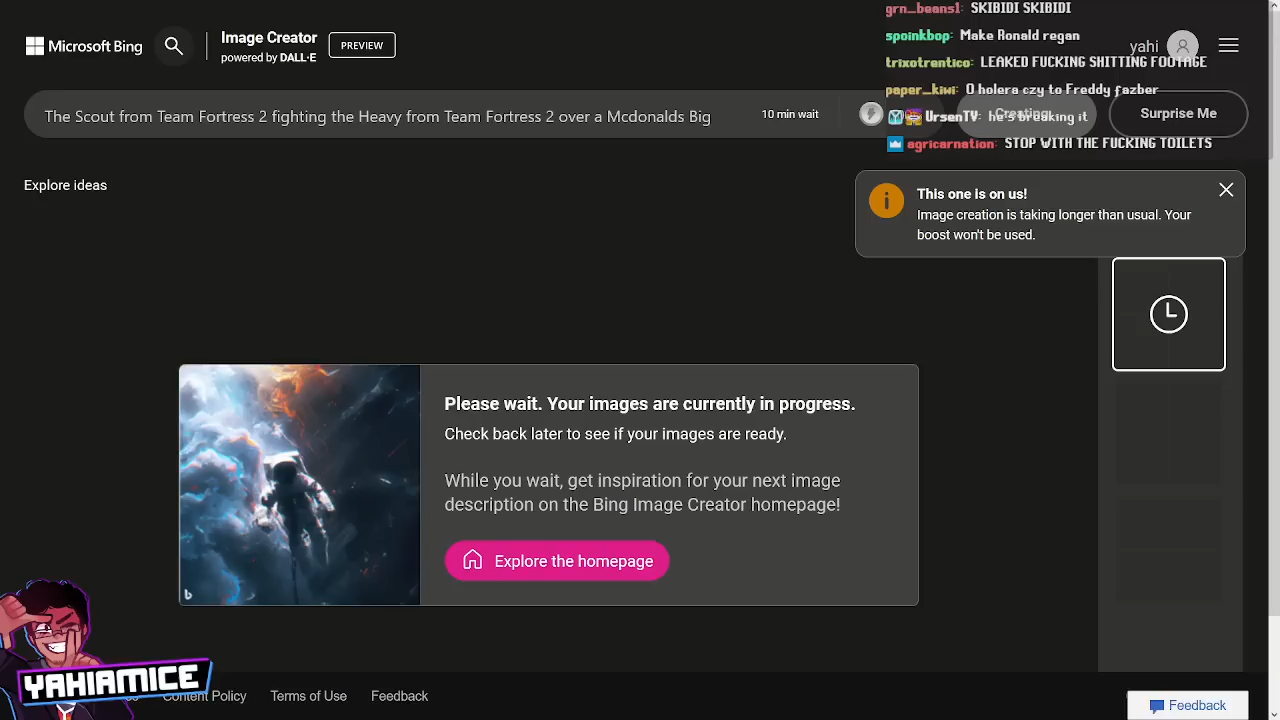 Microsoft Bing
Image Creator
powered by DALL·E
PREVIEW
yahi
grn_beans1: SKIBIDI SKIBIDI
spoinkbop: Make Ronald regan
trixotrentico: LEAKED FUCKING SHITTING FOOTAGE
paper_kiwi: O holera czy to Freddy fazber
UrsenTV: he's breaking it
agricarnation: STOP WITH THE FUCKING TOILETS
The Scout from Team Fortress 2 fighting the Heavy from Team Fortress 2 over a Mcdonalds Big
10 min wait
Creating
Surprise Me
Explore ideas
This one is on us!
Image creation is taking longer than usual. Your
boost won't be used.
Please wait. Your images are currently in progress.
Check back later to see if your images are ready.
While you wait, get inspiration for your next image
description on the Bing Image Creator homepage!
Explore the homepage
b
YAHIAMICE
Content Policy
Terms of Use
Feedback
Feedback